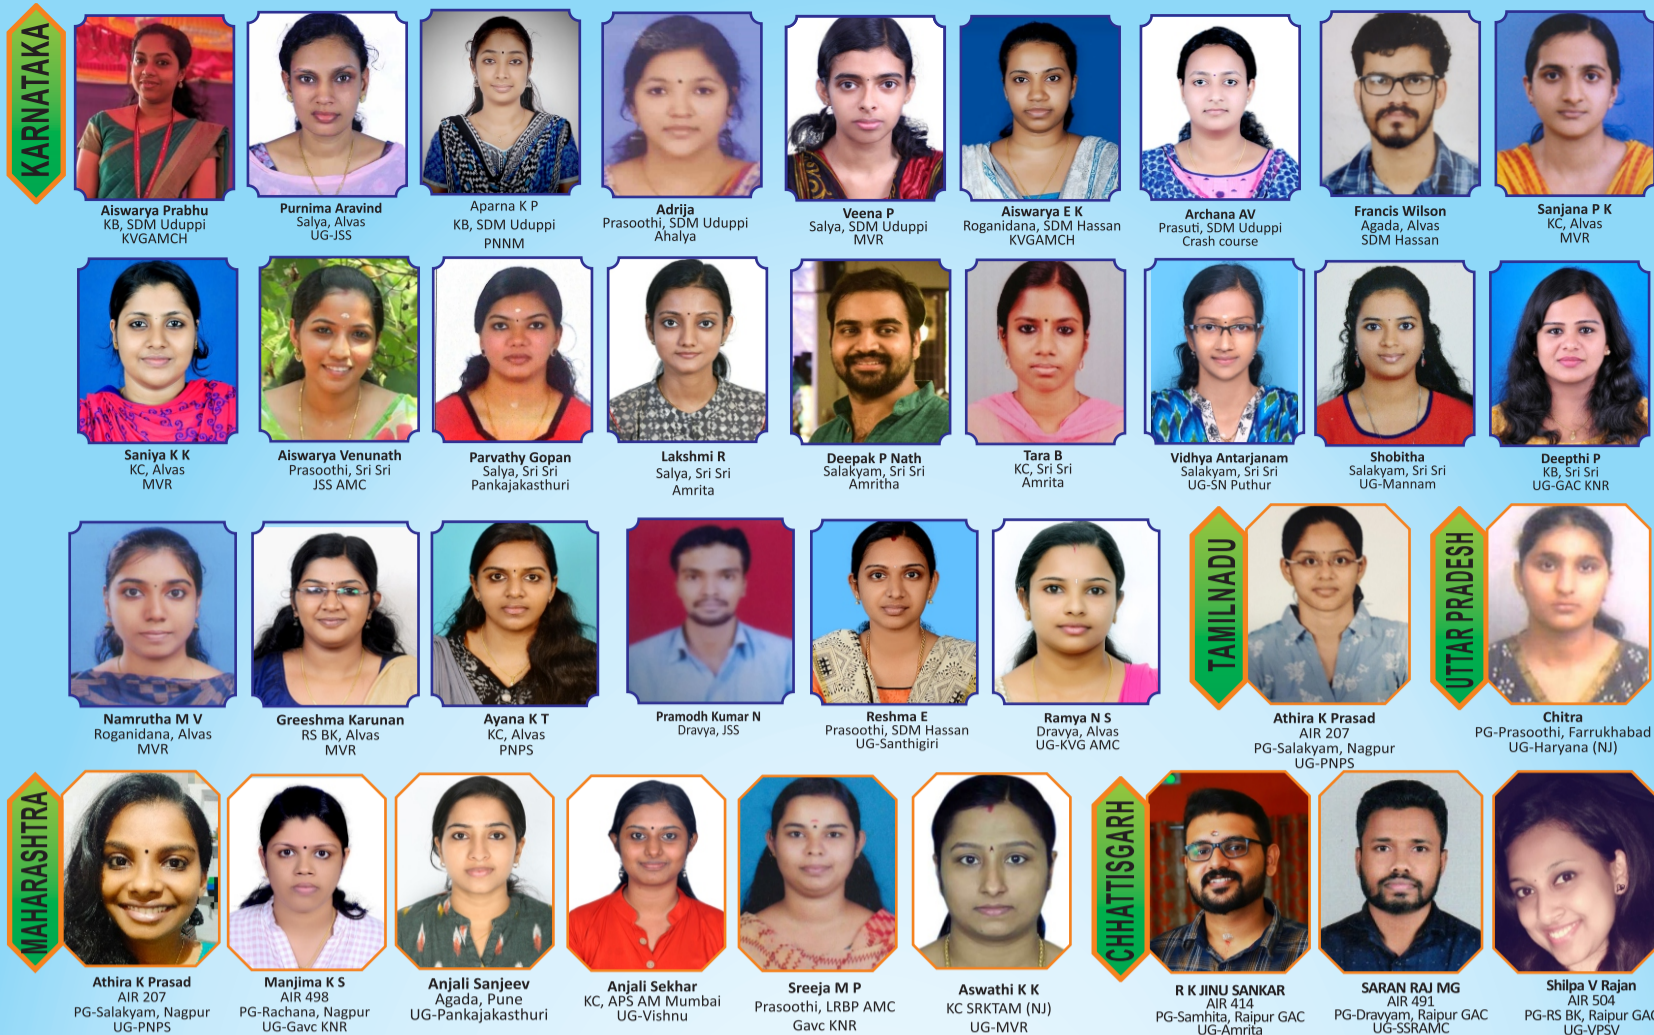 KARNATAKA
Aiswarya Prabhu
KB, SDM Uduppi
KVGAMCH
Purnima Aravind
Salya, Alvas
UG-JSS
Aparna K P
KB, SDM Uduppi
PNNM
Adrija
Prasoothi, SDM Uduppi
Ahalya
Veena P
Salya, SDM Uduppi
MVR
Aiswarya E K
Roganidana, SDM Hassan
KVGAMCH
Archana AV
Prasuti, SDM Uduppi
Crash course
Francis Wilson
Agada, Alvas
SDM Hassan
Sanjana P K
KC, Alvas
MVR
Saniya K K
KC, Alvas
MVR
Aiswarya Venunath
Prasoothi, Sri Sri
JSS AMC
Parvathy Gopan
Salya, Sri Sri
Pankajakasthuri
Lakshmi R
Salya, Sri Sri
Amrita
Deepak P Nath
Salakyam, Sri Sri
Amritha
Tara B
KC, Sri Sri
Amrita
Vidhya Antarjanam
Salakyam, Sri Sri
UG-SN Puthur
Shobitha
Salakyam, Sri Sri
UG-Mannam
Deepthi P
KB, Sri Sri
UG-GAC KNR
Namrutha M V
Roganidana, Alvas
MVR
Greeshma Karunan
RS BK, Alvas
MVR
Ayana K T
KC, Alvas
PNPS
Pramodh Kumar N
Dravya, JSS
Reshma E
Prasoothi, SDM Hassan
UG-Santhigiri
Ramya N S
Dravya, Alvas
UG-KVG AMC
TAMILNADU
Athira K Prasad
AIR 207
PG-Salakyam, Nagpur
UG-PNPS
UTTAR PRADESH
Chitra
PG-Prasoothi, Farrukhabad
UG-Haryana (NJ)
MAHARASHTRA
Athira K Prasad
AIR 207
PG-Salakyam, Nagpur
UG-PNPS
Manjima K S
AIR 498
PG-Rachana, Nagpur
UG-Gavc KNR
Anjali Sanjeev
Agada, Pune
UG-Pankajakasthuri
Anjali Sekhar
KC, APS AM Mumbai
UG-Vishnu
Sreeja M P
Prasoothi, LRBP AMC
Gavc KNR
Aswathi K K
KC SRKTAM (NJ)
UG-MVR
CHHATTISGARH
R K JINU SANKAR
AIR 414
PG-Samhita, Raipur GAC
UG-Amrita
SARAN RAJ MG
AIR 491
PG-Dravyam, Raipur GAC
UG-SSRAMC
Shilpa V Rajan
AIR 504
PG-RS BK, Raipur GAC
UG-VPSV